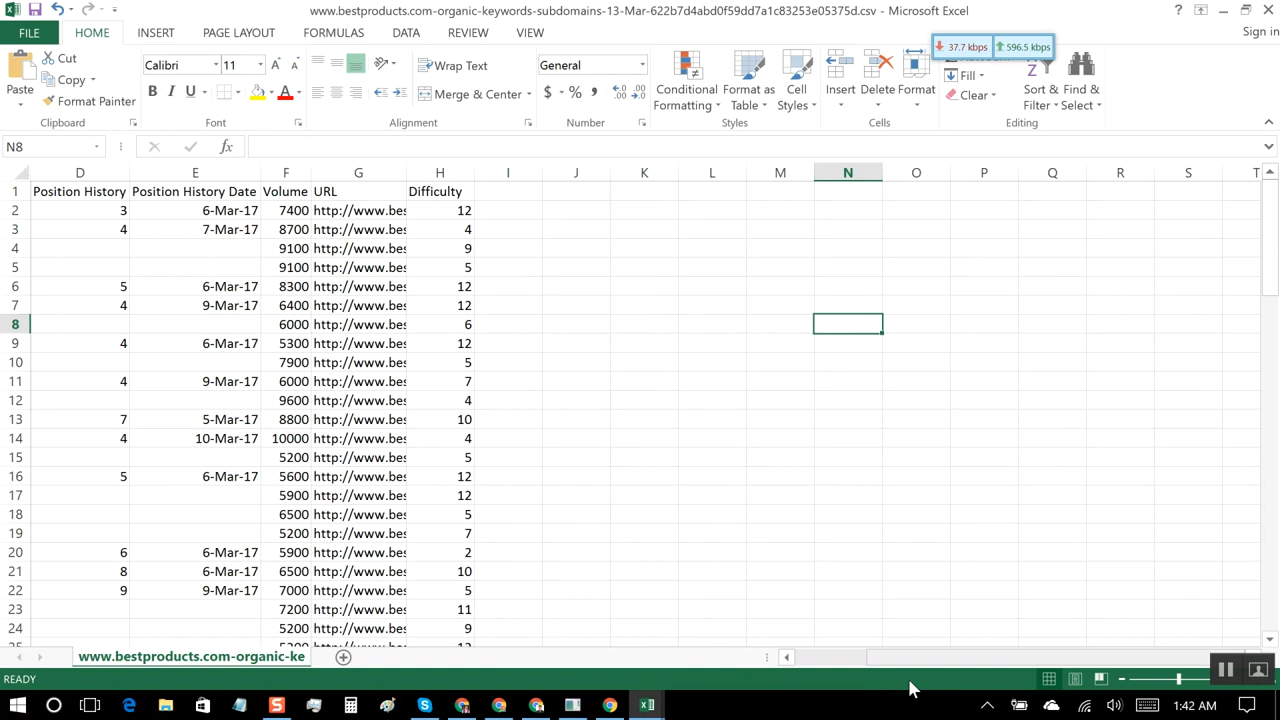 www.bestproducts.com-organic-keywords-subdomains-13-Mar-622b7d4abd0f59dd7a1c83253e05375d.csv - Microsoft Excel
FILE HOME INSERT PAGE LAYOUT FORMULAS DATA REVIEW VIEW Sign in
37.7 kbps 596.5 kbps
Paste Cut Copy Format Painter
Calibri 11 B I U A
Wrap Text Merge & Center
General $ % ,
Conditional Formatting Format as Table Cell Styles
Insert Delete Format
Fill Clear Sort & Filter Find & Select
Clipboard Font Alignment Number Styles Cells Editing
N8 fx
D E F G H I J K L M N O P Q R S T
1 Position History Position History Date Volume URL Difficulty
2 3 6-Mar-17 7400 http://www.bes 12
3 4 7-Mar-17 8700 http://www.bes 4
4 9100 http://www.bes 9
5 9100 http://www.bes 5
6 5 6-Mar-17 8300 http://www.bes 12
7 4 9-Mar-17 6400 http://www.bes 12
8 6000 http://www.bes 6
9 4 6-Mar-17 5300 http://www.bes 12
10 7900 http://www.bes 5
11 4 9-Mar-17 6000 http://www.bes 7
12 9600 http://www.bes 4
13 7 5-Mar-17 8800 http://www.bes 10
14 4 10-Mar-17 10000 http://www.bes 4
15 5200 http://www.bes 5
16 5 6-Mar-17 5600 http://www.bes 12
17 5900 http://www.bes 12
18 6500 http://www.bes 5
19 5200 http://www.bes 7
20 6 6-Mar-17 5900 http://www.bes 2
21 8 6-Mar-17 6500 http://www.bes 10
22 9 9-Mar-17 7000 http://www.bes 5
23 7200 http://www.bes 11
24 5200 http://www.bes 9
www.bestproducts.com-organic-ke
READY
1:42 AM